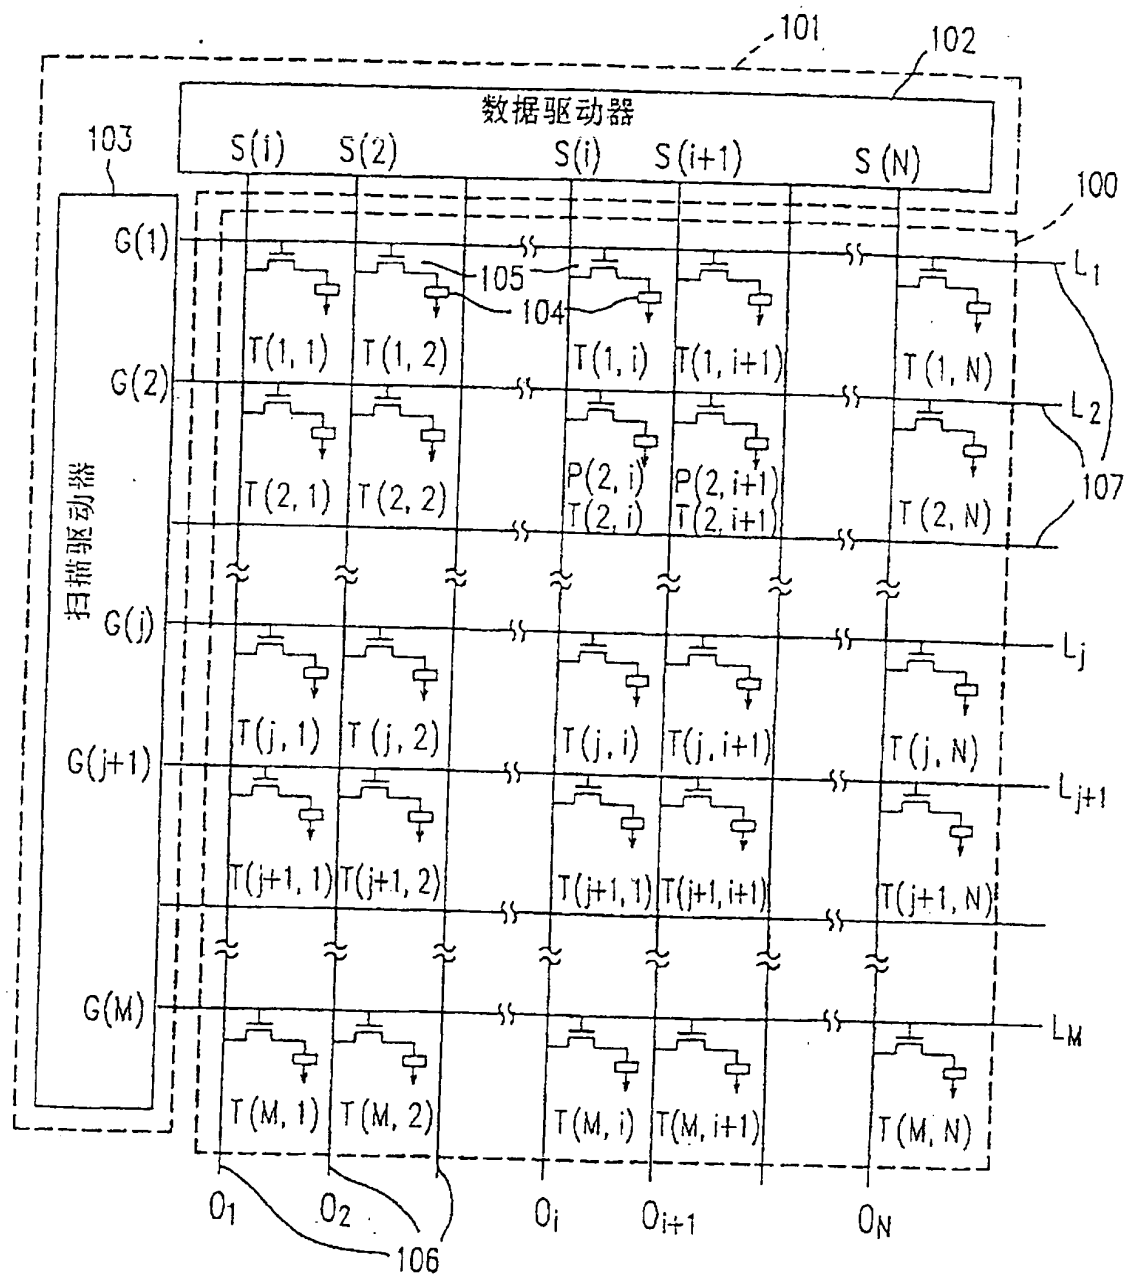 101
102
数据驱动器
103
S(i) S(2) S(i) S(i+1) S(N)
100
G(1)
105
L1
104
T(1,1) T(1,2) T(1,i) T(1,i+1) T(1,N)
G(2)
L2
P(2,i) P(2,i+1)
107
T(2,1) T(2,2) T(2,i) T(2,i+1) T(2,N)
扫描驱动器
G(j)
Lj
T(j,1) T(j,2) T(j,i) T(j,i+1) T(j,N)
G(j+1)
Lj+1
T(j+1,1) T(j+1,2) T(j+1,1) T(j+1,i+1) T(j+1,N)
G(M)
LM
T(M,1) T(M,2) T(M,i) T(M,i+1) T(M,N)
O1 O2 Oi Oi+1 ON
106